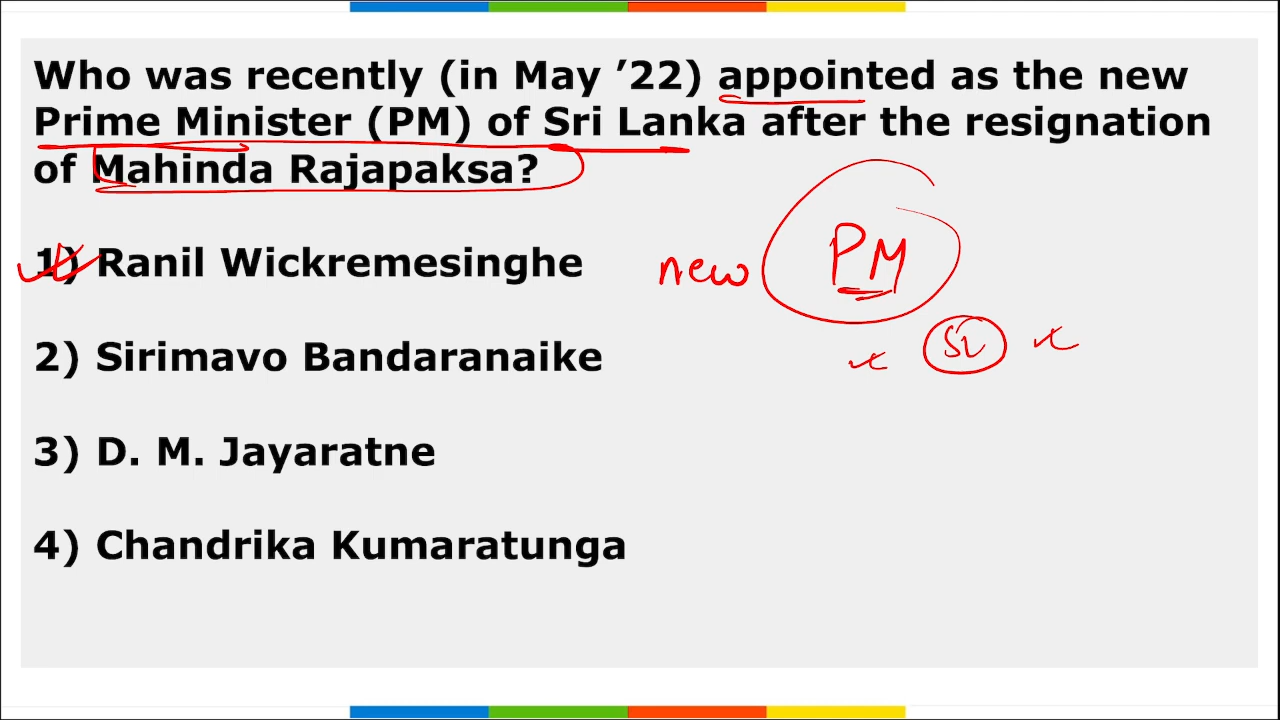 Who was recently (in May ’22) appointed as the new
Prime Minister (PM) of Sri Lanka after the resignation
of Mahinda Rajapaksa?
1) Ranil Wickremesinghe
new PM
2) Sirimavo Bandaranaike
3) D. M. Jayaratne
4) Chandrika Kumaratunga